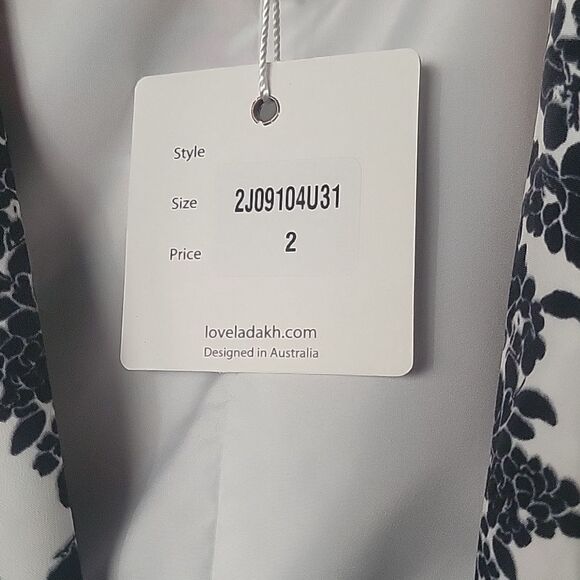 Style
Size 2J09104U31
2
Price
loveladakh.com
Designed in Australia